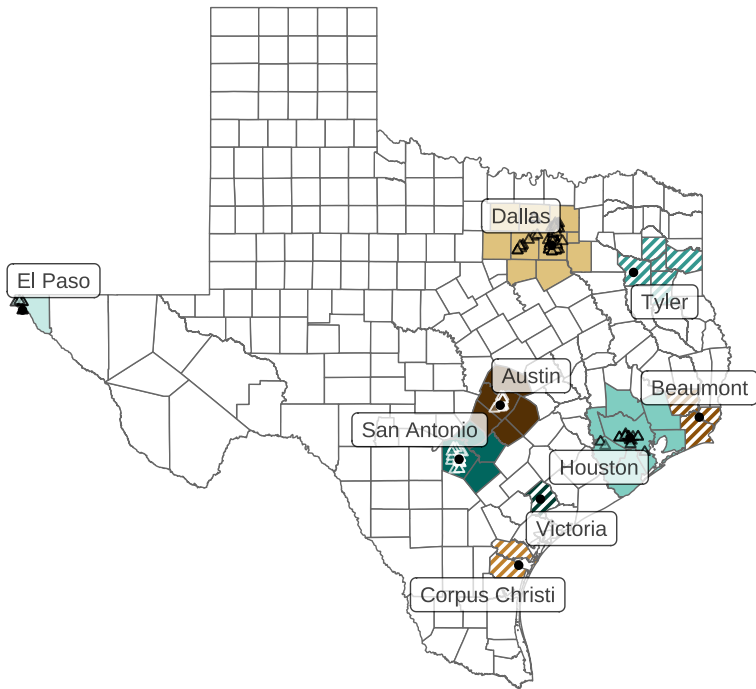 Dallas
El Paso
Tyler
Austin
Beaumont
San Antonio
Houston
Victoria
Corpus Christi